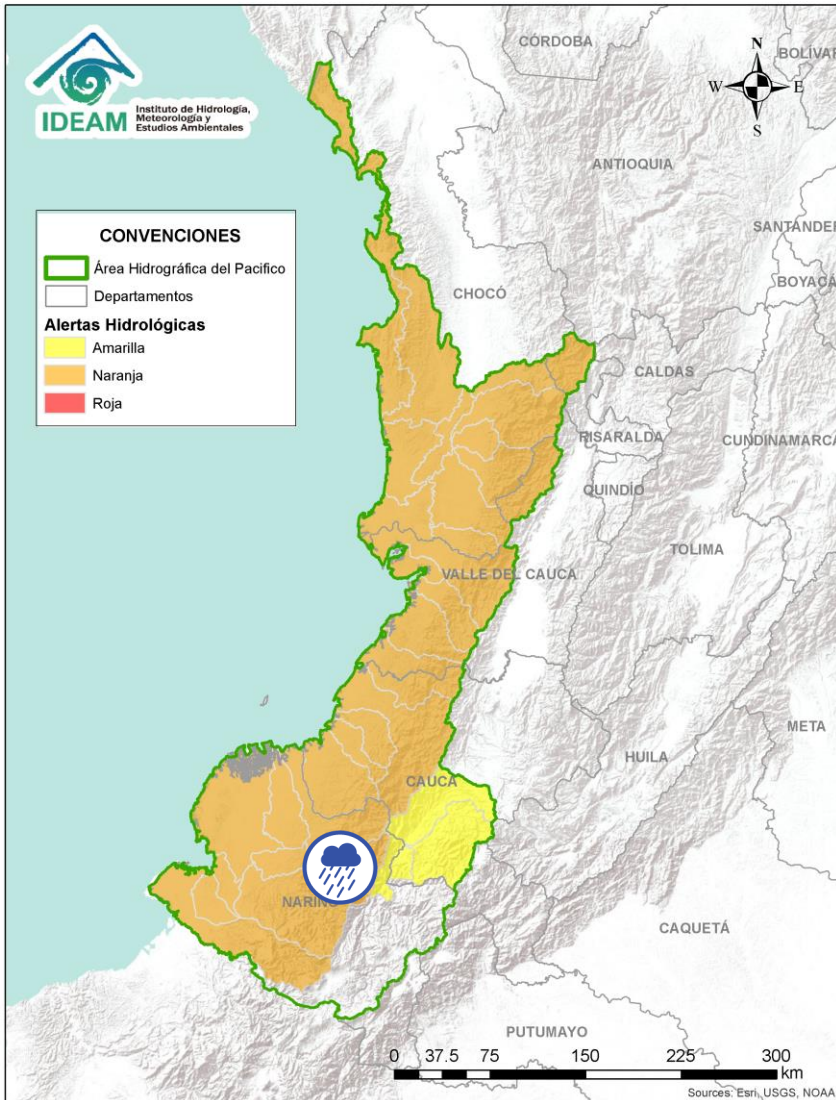 IDEAM
Instituto de Hidrología,
Meteorología y
Estudios Ambientales
CÓRDOBA
BOLÍVAR
N
W
E
S
ANTIOQUIA
SANTANDER
BOYACÁ
CONVENCIONES
Área Hidrográfica del Pacifico
Departamentos
Alertas Hidrológicas
Amarilla
Naranja
Roja
CHOCÓ
CALDAS
RISARALDA
CUNDINAMARCA
QUINDÍO
TOLIMA
VALLE DEL CAUCA
META
HUILA
CAUCA
NARIÑO
CAQUETÁ
PUTUMAYO
0 37.5 75 150 225 300
km
Sources: Esri, USGS, NOAA